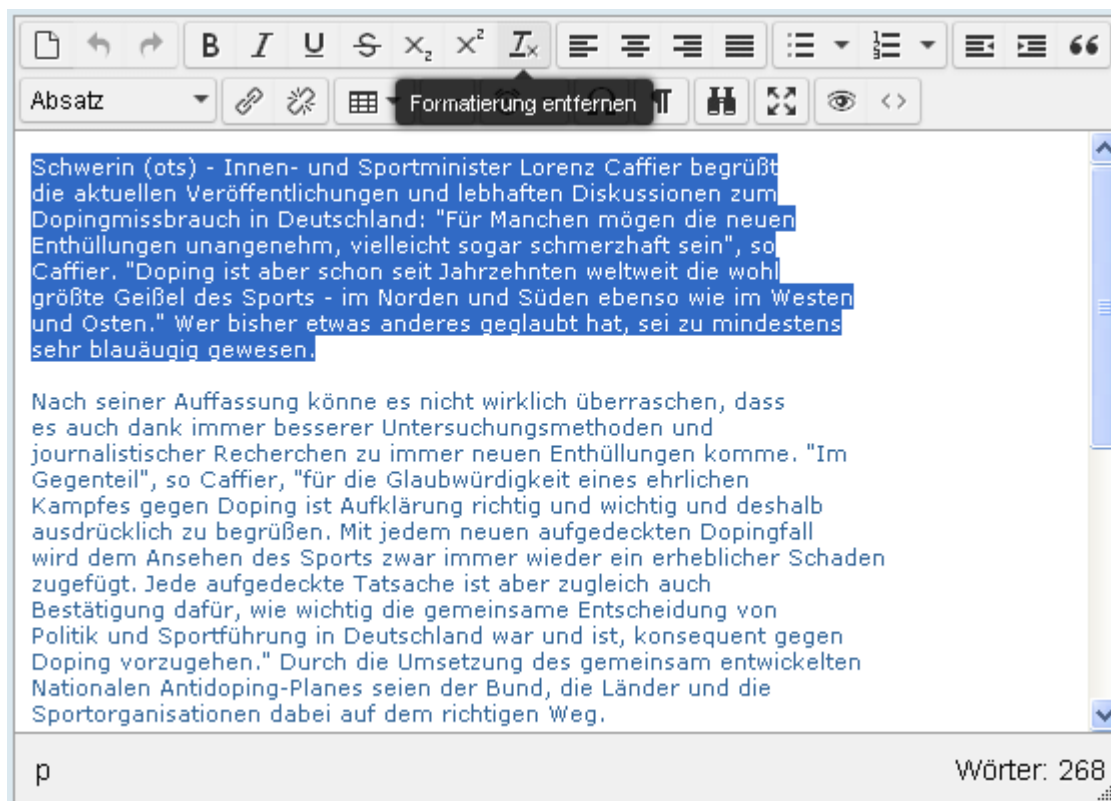 Absatz
Formatierung entfernen
Schwerin (ots) - Innen- und Sportminister Lorenz Caffier begrüßt
die aktuellen Veröffentlichungen und lebhaften Diskussionen zum
Dopingmissbrauch in Deutschland: "Für Manchen mögen die neuen
Enthüllungen unangenehm, vielleicht sogar schmerzhaft sein", so
Caffier. "Doping ist aber schon seit Jahrzehnten weltweit die wohl
größte Geißel des Sports - im Norden und Süden ebenso wie im Westen
und Osten." Wer bisher etwas anderes geglaubt hat, sei zu mindestens
sehr blauäugig gewesen.
Nach seiner Auffassung könne es nicht wirklich überraschen, dass
es auch dank immer besserer Untersuchungsmethoden und
journalistischer Recherchen zu immer neuen Enthüllungen komme. "Im
Gegenteil", so Caffier, "für die Glaubwürdigkeit eines ehrlichen
Kampfes gegen Doping ist Aufklärung richtig und wichtig und deshalb
ausdrücklich zu begrüßen. Mit jedem neuen aufgedeckten Dopingfall
wird dem Ansehen des Sports zwar immer wieder ein erheblicher Schaden
zugefügt. Jede aufgedeckte Tatsache ist aber zugleich auch
Bestätigung dafür, wie wichtig die gemeinsame Entscheidung von
Politik und Sportführung in Deutschland war und ist, konsequent gegen
Doping vorzugehen." Durch die Umsetzung des gemeinsam entwickelten
Nationalen Antidoping-Planes seien der Bund, die Länder und die
Sportorganisationen dabei auf dem richtigen Weg.
p
Wörter: 268